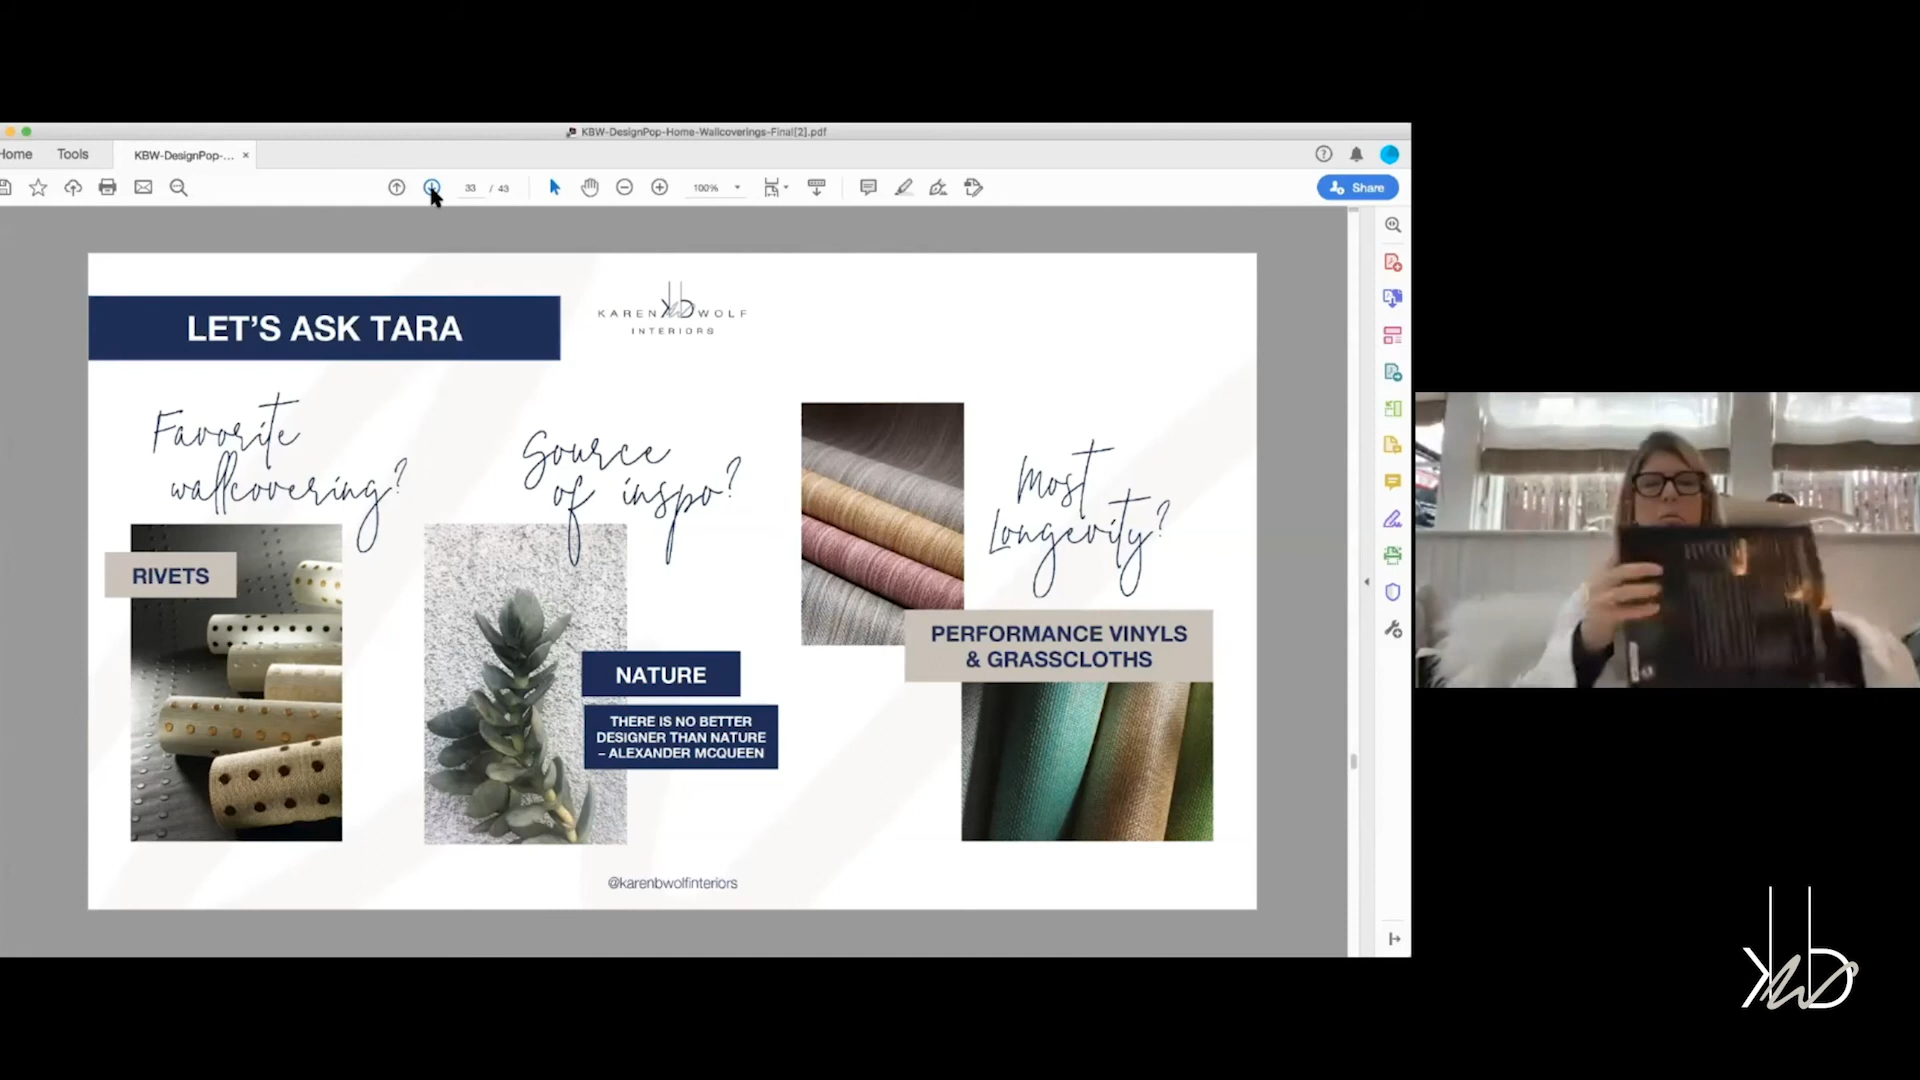 KBW-DesignPop-Home-Wallcoverings-Final[2].pdf
Home
Tools
KBW-DesignPop-...
33 / 43
100%
Share
LET'S ASK TARA
KAREN WOLF
INTERIORS
Favorite
wallcovering?
RIVETS
Source
of inspo?
NATURE
THERE IS NO BETTER
DESIGNER THAN NATURE
– ALEXANDER MCQUEEN
Most
Longevity?
PERFORMANCE VINYLS
& GRASSCLOTHS
@karenbwolfinteriors